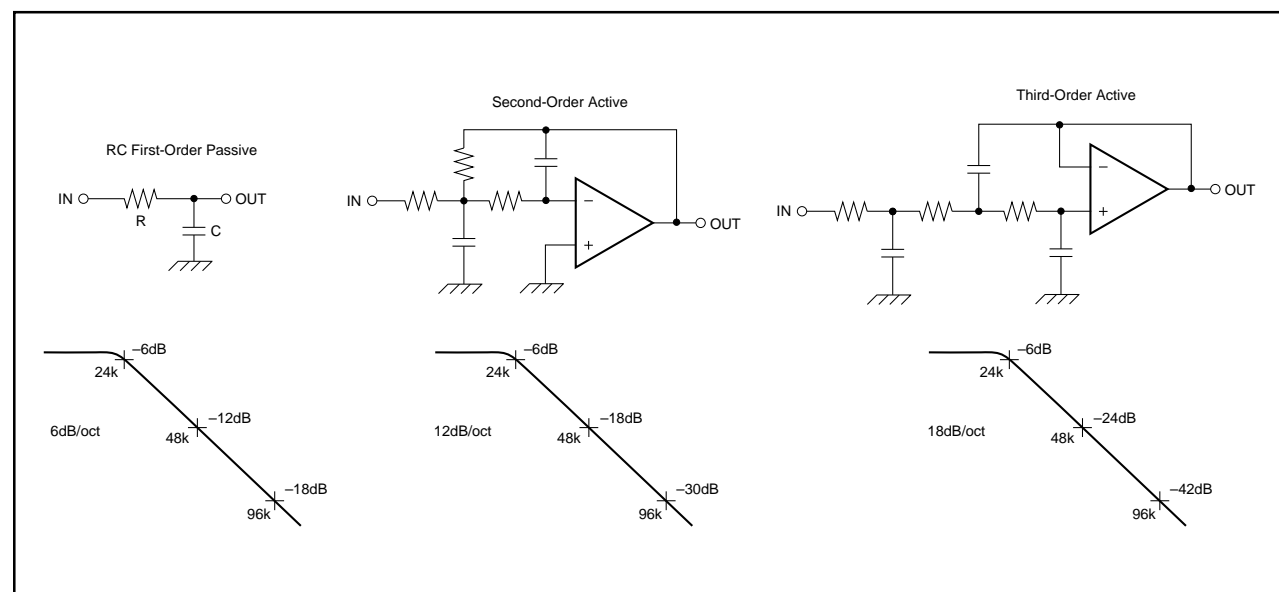 RC First-Order Passive
IN
R
C
OUT
6dB/oct
–6dB
24k
–12dB
48k
–18dB
96k
Second-Order Active
IN
–
+
OUT
12dB/oct
–6dB
24k
–18dB
48k
–30dB
96k
Third-Order Active
IN
–
+
OUT
18dB/oct
–6dB
24k
–24dB
48k
–42dB
96k